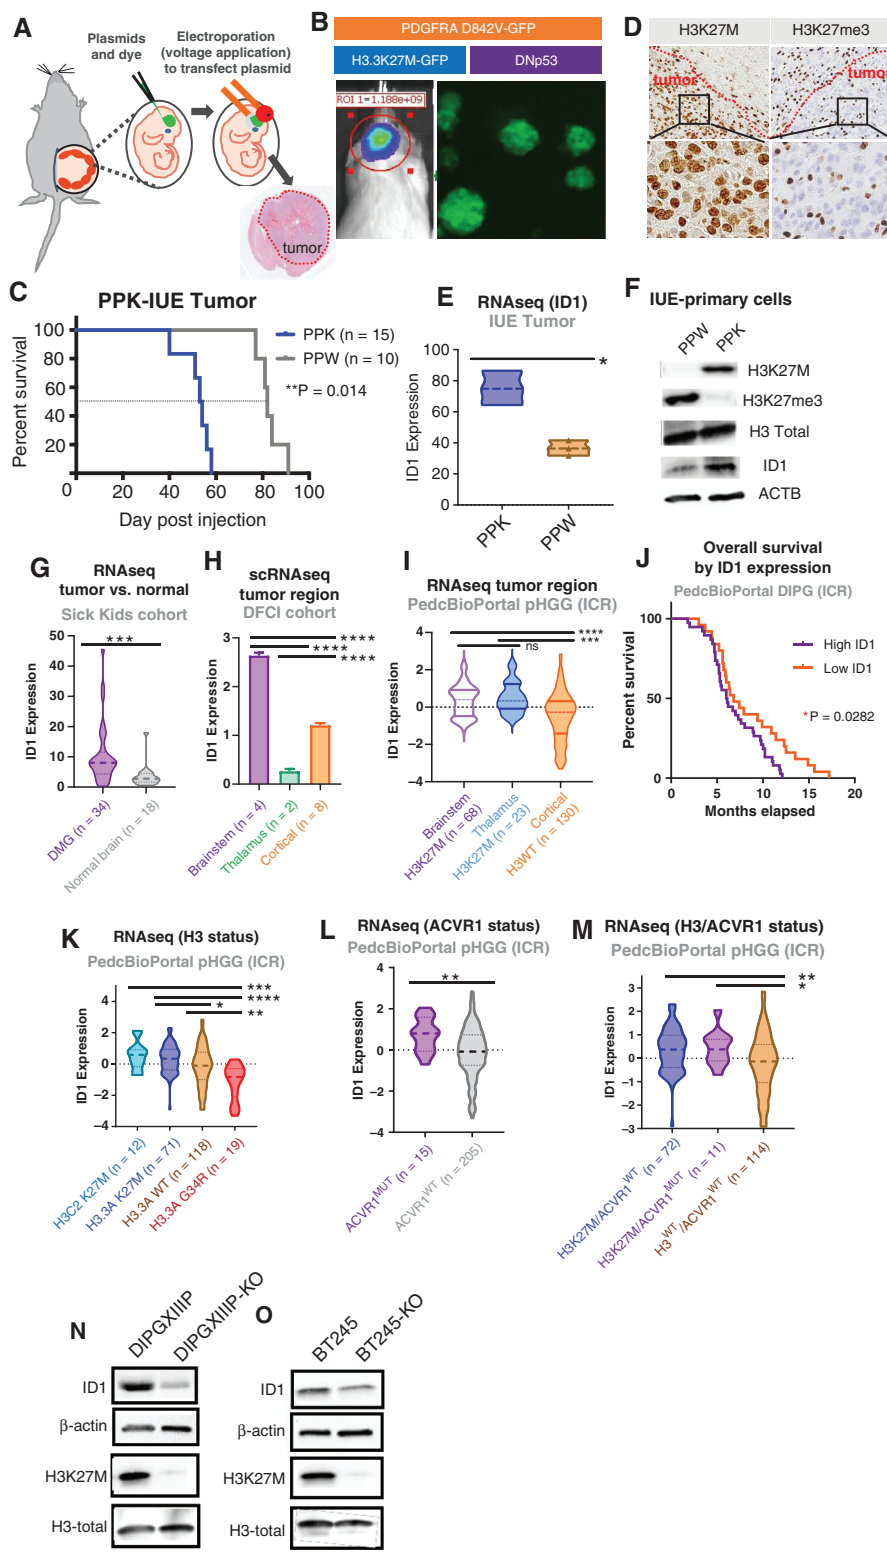 A
Plasmids
and dye
Electroporation
(voltage application)
to transfect plasmid
tumor
B
PDGFRA D842V-GFP
H3.3K27M-GFP
DNp53
ROI 1=1.188e+09
D
H3K27M
H3K27me3
tumor
tumor
C
PPK-IUE Tumor
Percent survival
100
80
60
40
20
0
20
40
60
80
100
Day post injection
PPK (n = 15)
PPW (n = 10)
**P = 0.014
E
RNAseq (ID1)
IUE Tumor
ID1 Expression
100
80
60
40
20
0
*
PPK
PPW
F
IUE-primary cells
PPW
PPK
H3K27M
H3K27me3
H3 Total
ID1
ACTB
G
RNAseq
tumor vs. normal
Sick Kids cohort
ID1 Expression
50
40
30
20
10
0
***
DMG (n = 34)
Normal brain (n = 18)
H
scRNAseq
tumor region
DFCI cohort
ID1 Expression
3
2
1
0
****
****
****
Brainstem (n = 4)
Thalamus (n = 2)
Cortical (n = 8)
I
RNAseq tumor region
PedcBioPortal pHGG (ICR)
ID1 Expression
4
2
0
−2
−4
****
***
ns
Brainstem
H3K27M (n = 68)
Thalamus
H3K27M (n = 23)
Cortical
H3WT (n = 130)
J
Overall survival
by ID1 expression
PedcBioPortal DIPG (ICR)
Percent survival
100
50
0
0
5
10
15
20
Months elapsed
High ID1
Low ID1
*P = 0.0282
K
RNAseq (H3 status)
PedcBioPortal pHGG (ICR)
ID1 Expression
4
2
0
−2
−4
***
****
*
**
H3C2 K27M (n = 12)
H3.3A K27M (n = 71)
H3.3A WT (n = 118)
H3.3A G34R (n = 19)
L
RNAseq (ACVR1 status)
PedcBioPortal pHGG (ICR)
ID1 Expression
4
2
0
−2
−4
**
ACVR1MUT (n = 15)
ACVR1WT (n = 205)
M
RNAseq (H3/ACVR1 status)
PedcBioPortal pHGG (ICR)
ID1 Expression
3
2
1
0
−1
−2
−3
**
*
H3K27M/ACVR1WT (n = 72)
H3K27M/ACVR1MUT (n = 11)
H3WT/ACVR1WT (n = 114)
N
DIPGXIIIP
DIPGXIIIP-KO
ID1
β-actin
H3K27M
H3-total
O
BT245
BT245-KO
ID1
β-actin
H3K27M
H3-total